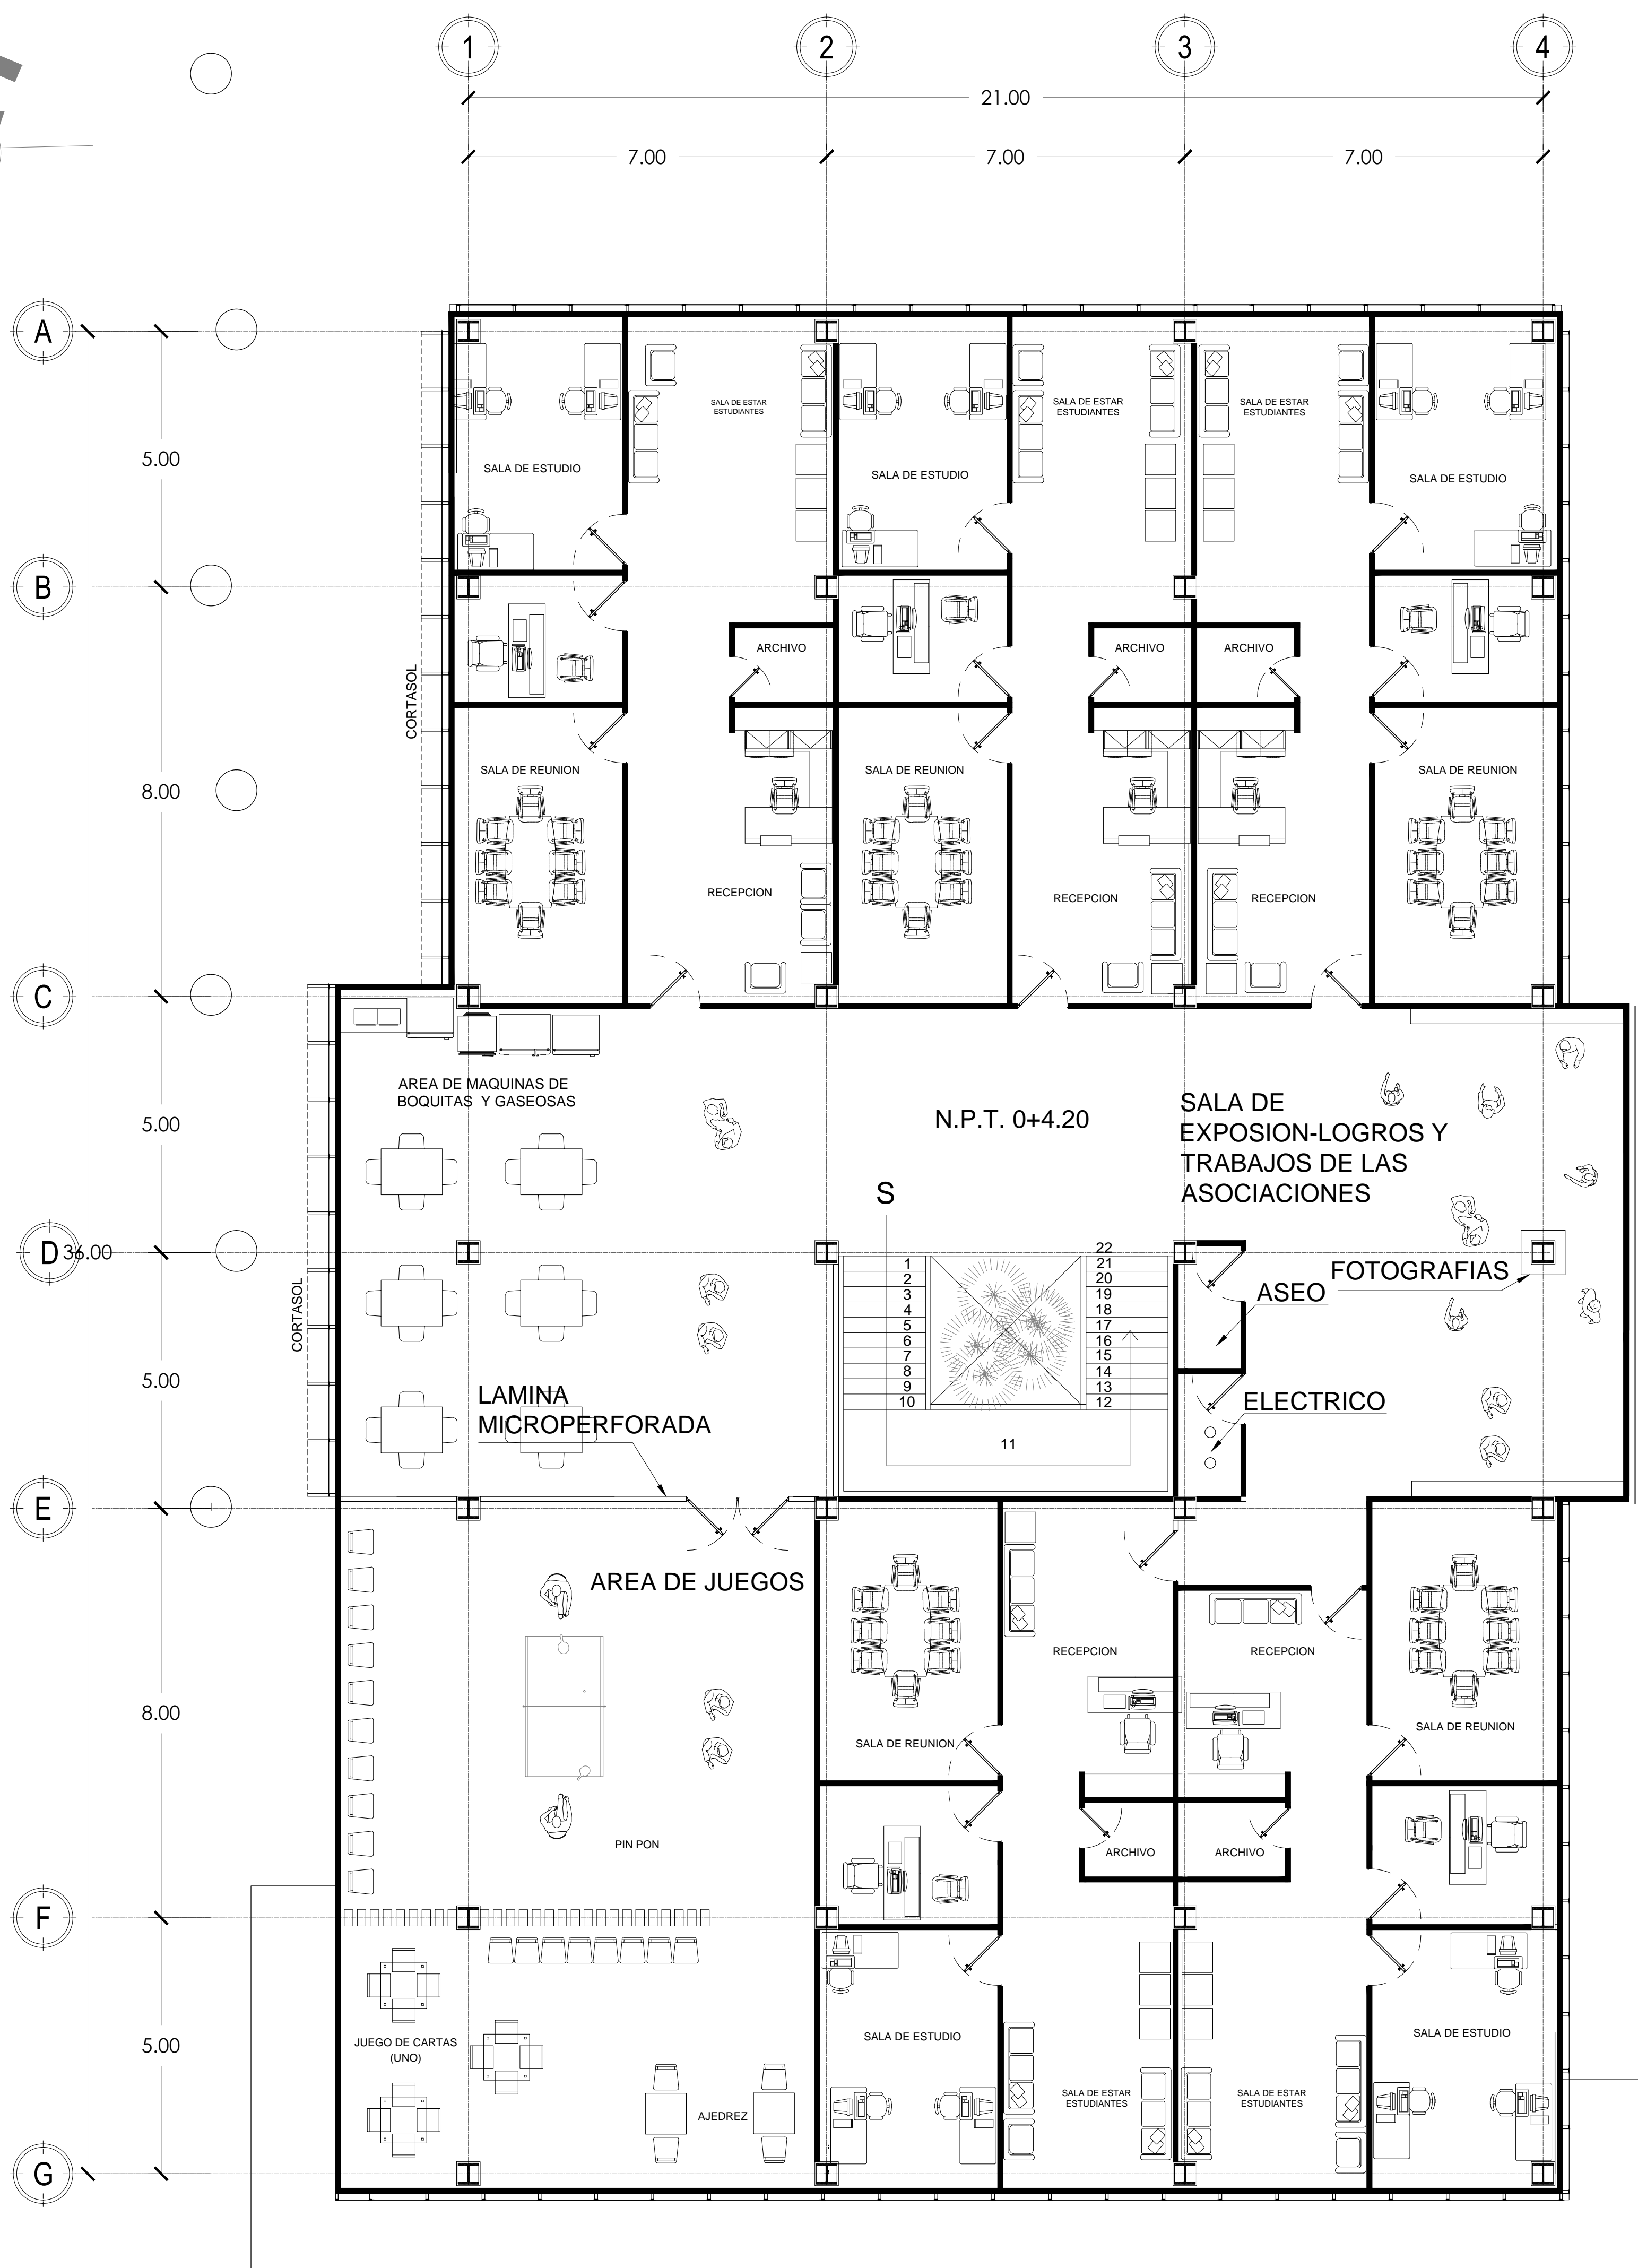 1
2
3
4
21.00
7.00
7.00
7.00
A
5.00
B
8.00
C
5.00
D
36.00
5.00
E
8.00
F
5.00
G
SALA DE ESTAR
ESTUDIANTES
SALA DE ESTAR
ESTUDIANTES
SALA DE ESTAR
ESTUDIANTES
SALA DE ESTUDIO
SALA DE ESTUDIO
SALA DE ESTUDIO
ARCHIVO
ARCHIVO
ARCHIVO
CORTASOL
SALA DE REUNION
SALA DE REUNION
SALA DE REUNION
RECEPCION
RECEPCION
RECEPCION
AREA DE MAQUINAS DE
BOQUITAS Y GASEOSAS
N.P.T. 0+4.20
SALA DE
EXPOSION-LOGROS Y
TRABAJOS DE LAS
ASOCIACIONES
S
1
2
3
4
5
6
7
8
9
10
11
22
21
20
19
18
17
16
15
14
13
12
FOTOGRAFIAS
ASEO
ELECTRICO
CORTASOL
LAMINA
MICROPERFORADA
AREA DE JUEGOS
RECEPCION
RECEPCION
SALA DE REUNION
SALA DE REUNION
PIN PON
ARCHIVO
ARCHIVO
JUEGO DE CARTAS
(UNO)
AJEDREZ
SALA DE ESTUDIO
SALA DE ESTUDIO
SALA DE ESTAR
ESTUDIANTES
SALA DE ESTAR
ESTUDIANTES